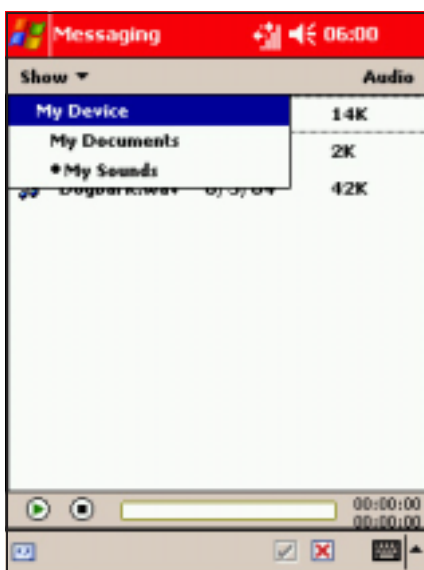 Messaging 06:00
Show Audio
My Device 14K
My Documents 2K
My Sounds
42K
00:00:00
00:00:00